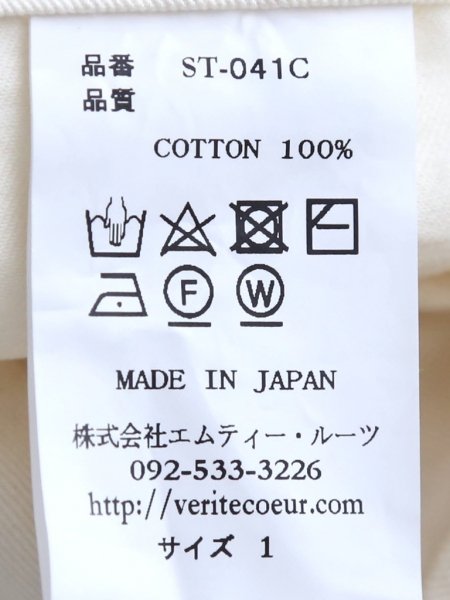 品番 ST-041C
品質
COTTON 100%
F W
MADE IN JAPAN
株式会社エムティー・ルーツ
092-533-3226
http://veritecoeur.com
サイズ 1